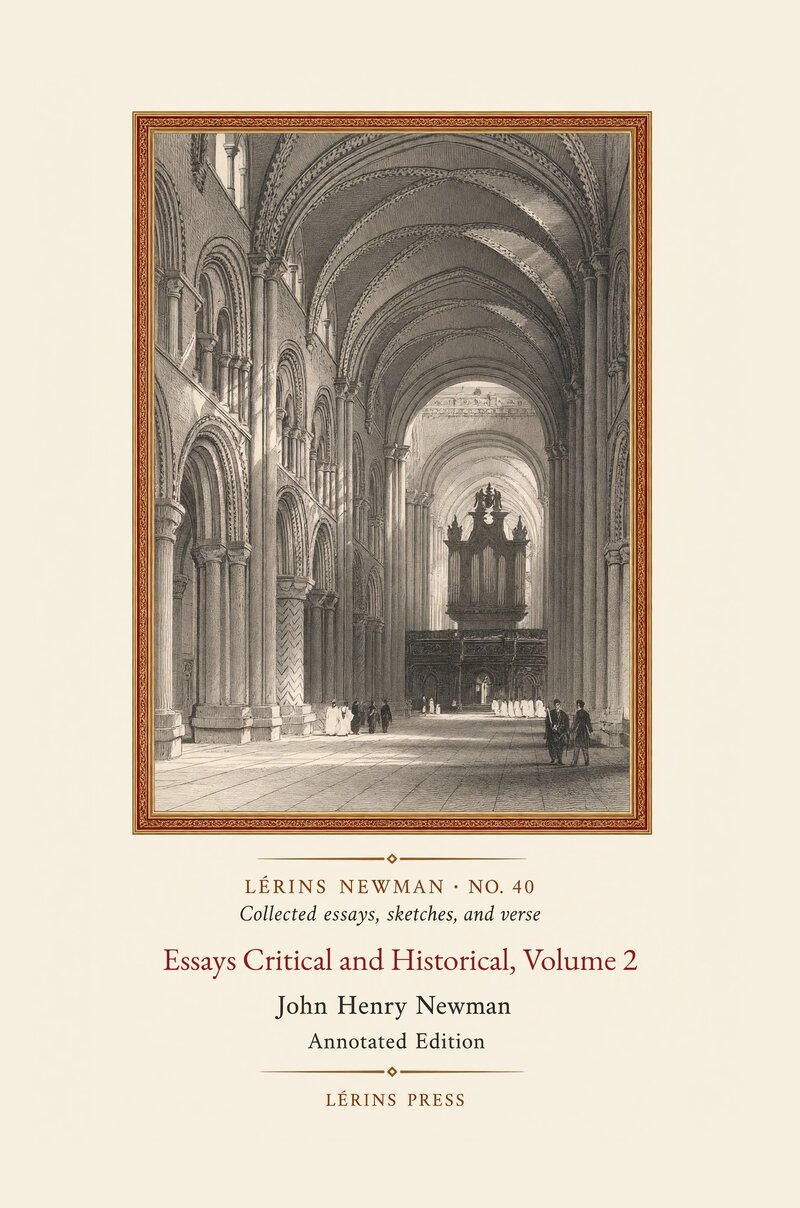 LÉRINS NEWMAN · NO. 40
Collected essays, sketches, and verse
Essays Critical and Historical, Volume 2
John Henry Newman
Annotated Edition
LÉRINS PRESS